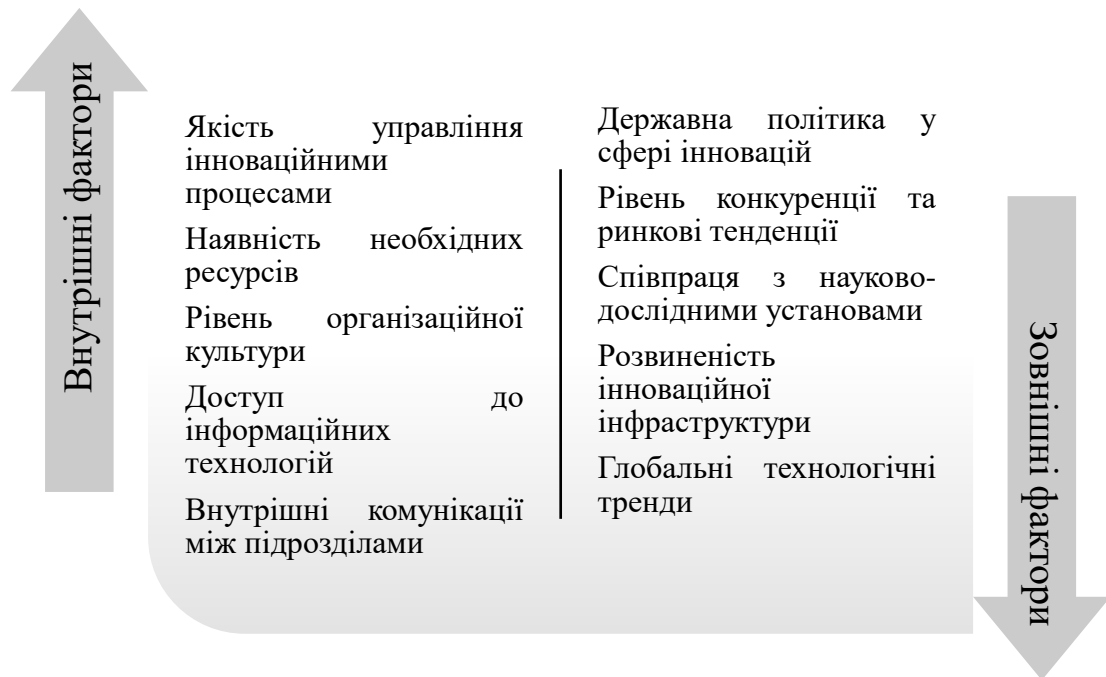 Внутрішні фактори
Якість управління
інноваційними
процесами
Наявність необхідних
ресурсів
Рівень організаційної
культури
Доступ до
інформаційних
технологій
Внутрішні комунікації
між підрозділами
Державна політика у
сфері інновацій
Рівень конкуренції та
ринкові тенденції
Співпраця з науково-
дослідними установами
Розвиненість
інноваційної
інфраструктури
Глобальні технологічні
тренди
Зовнішні фактори